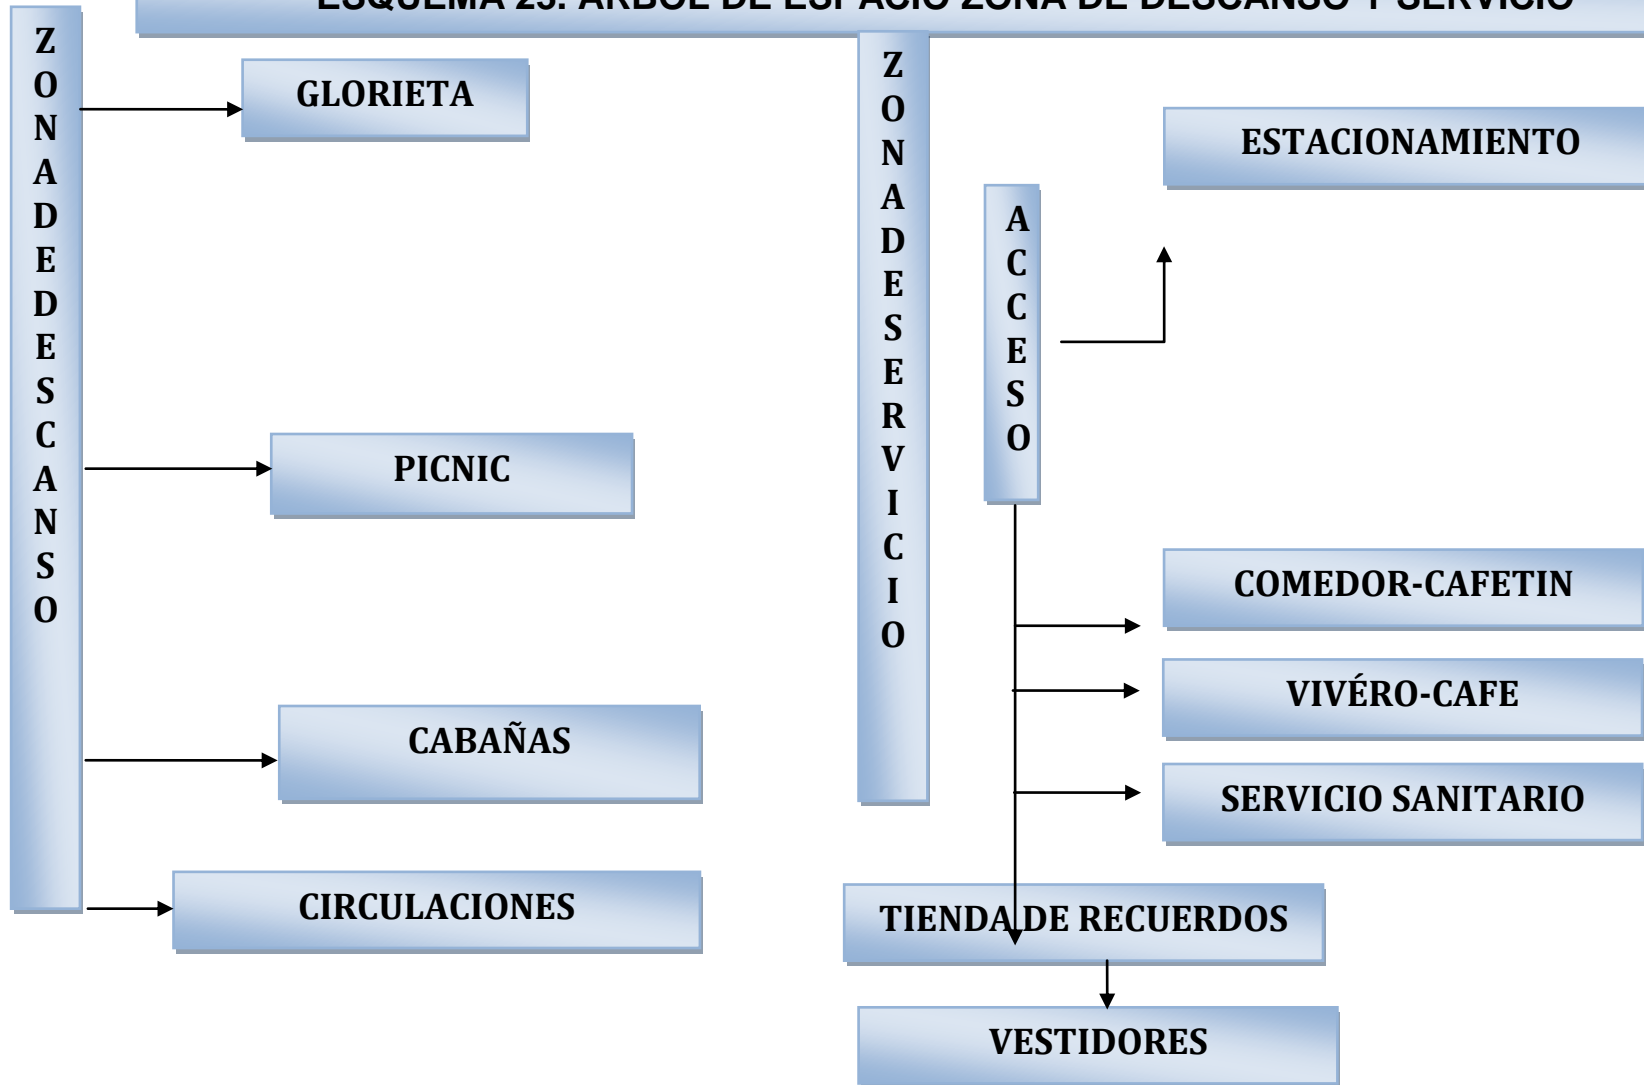 ESQUEMA 23. ARBOL DE ESPACIO ZONA DE DESCANSO Y SERVICIO
ZONADEDESCANSO
GLORIETA
PICNIC
CABAÑAS
CIRCULACIONES
ZONADESERVICIO
ACCESO
ESTACIONAMIENTO
COMEDOR-CAFETIN
VIVÉRO-CAFE
SERVICIO SANITARIO
TIENDA DE RECUERDOS
VESTIDORES